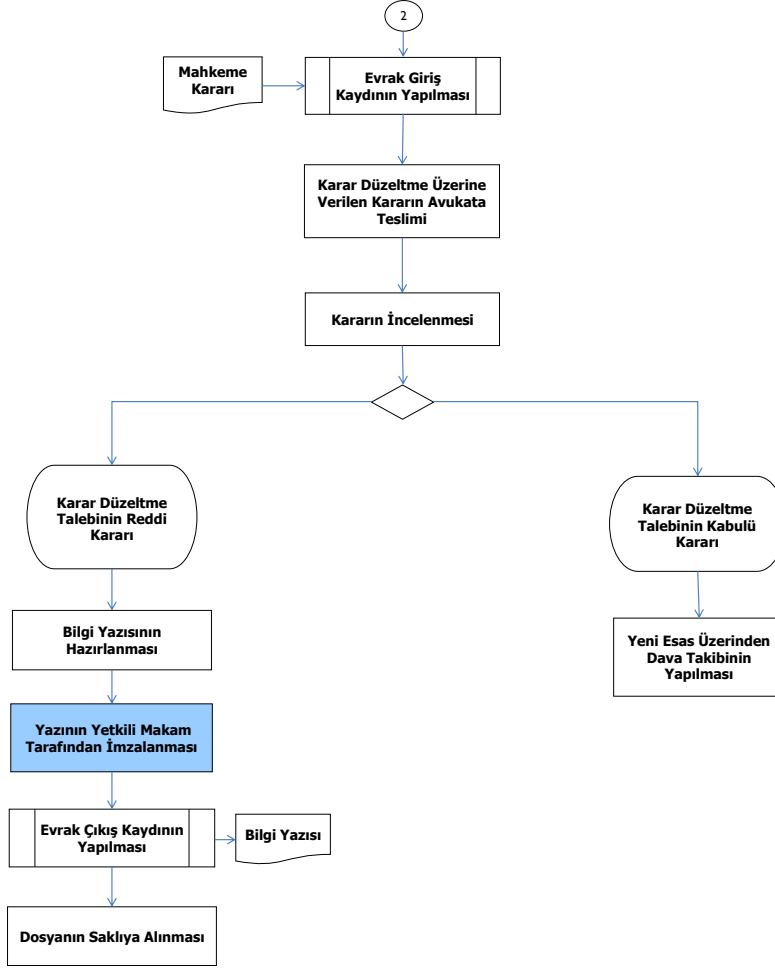 2
Mahkeme
Kararı
Evrak Giriş
Kaydının Yapılması
Karar Düzeltme Üzerine
Verilen Kararın Avukata
Teslimi
Kararın İncelenmesi
Karar Düzeltme
Talebinin Reddi
Kararı
Karar Düzeltme
Talebinin Kabulü
Kararı
Bilgi Yazısının
Hazırlanması
Yeni Esas Üzerinden
Dava Takibinin
Yapılması
Yazının Yetkili Makam
Tarafından İmzalanması
Evrak Çıkış Kaydının
Yapılması
Bilgi Yazısı
Dosyanın Saklıya Alınması